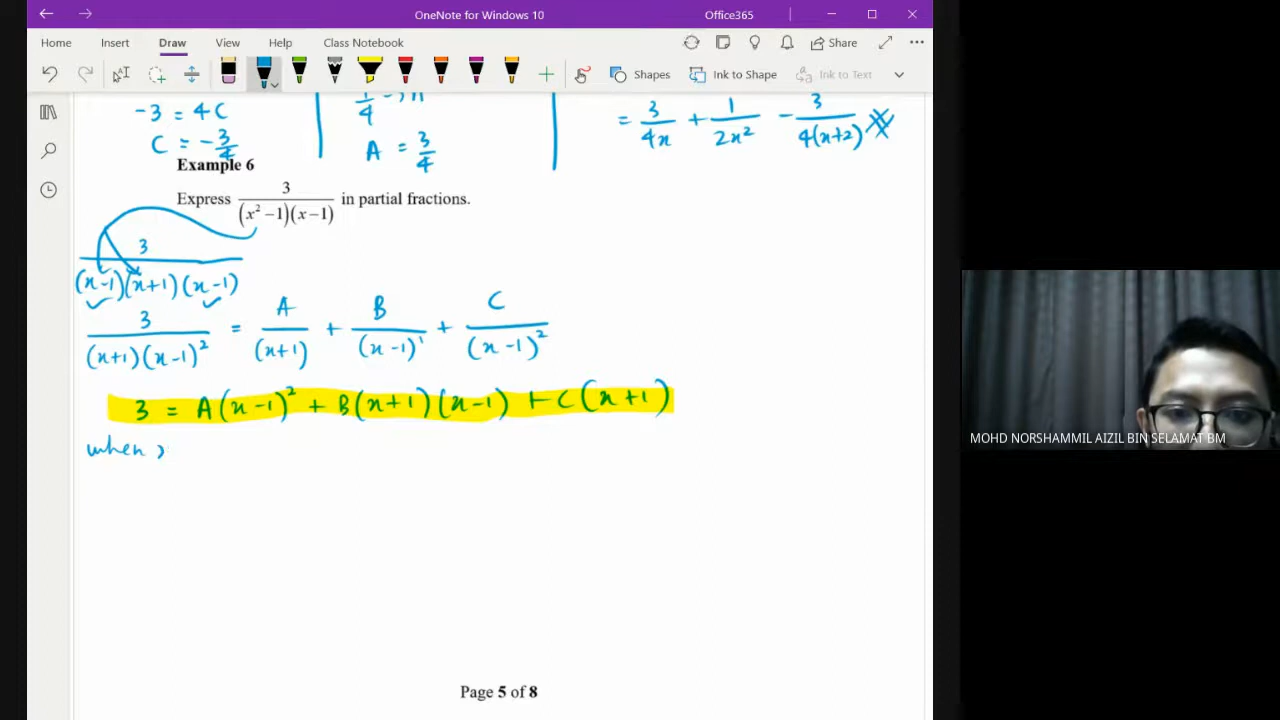 OneNote for Windows 10
Office365
Home Insert Draw View Help Class Notebook
Share
Shapes Ink to Shape Ink to Text
-3 = 4C
C = -3/4
A = 3/4
= 3/4x + 1/2x² - 3/4(x+2)
Example 6
Express 3/(x² −1)(x−1) in partial fractions.
3/(x-1)(x+1)(x-1)
3/(x+1)(x-1)² = A/(x+1) + B/(x-1)¹ + C/(x-1)²
3 = A(x-1)² + B(x+1)(x-1) + C(x+1)
when
MOHD NORSHAMMIL AIZIL BIN SELAMAT BM
Page 5 of 8